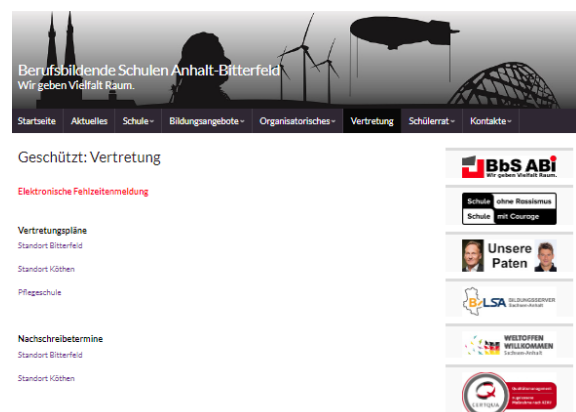 Berufsbildende Schulen Anhalt-Bitterfeld
Wir geben Vielfalt Raum.
Startseite Aktuelles Schule Bildungsangebote Organisatorisches Vertretung Schülerrat Kontakte
Geschützt: Vertretung
Elektronische Fehlzeitenmeldung
Vertretungspläne
Standort Bitterfeld
Standort Köthen
Pflegeschule
Nachschreibetermine
Standort Bitterfeld
Standort Köthen
BbS ABi
Wir geben Vielfalt Raum.
Schule ohne Rassismus
Schule mit Courage
Unsere
Paten
B LSA BILDUNGSSERVER
Sachsen-Anhalt
WELTOFFEN
WILLKOMMEN
Sachsen-Anhalt
CERTQUA